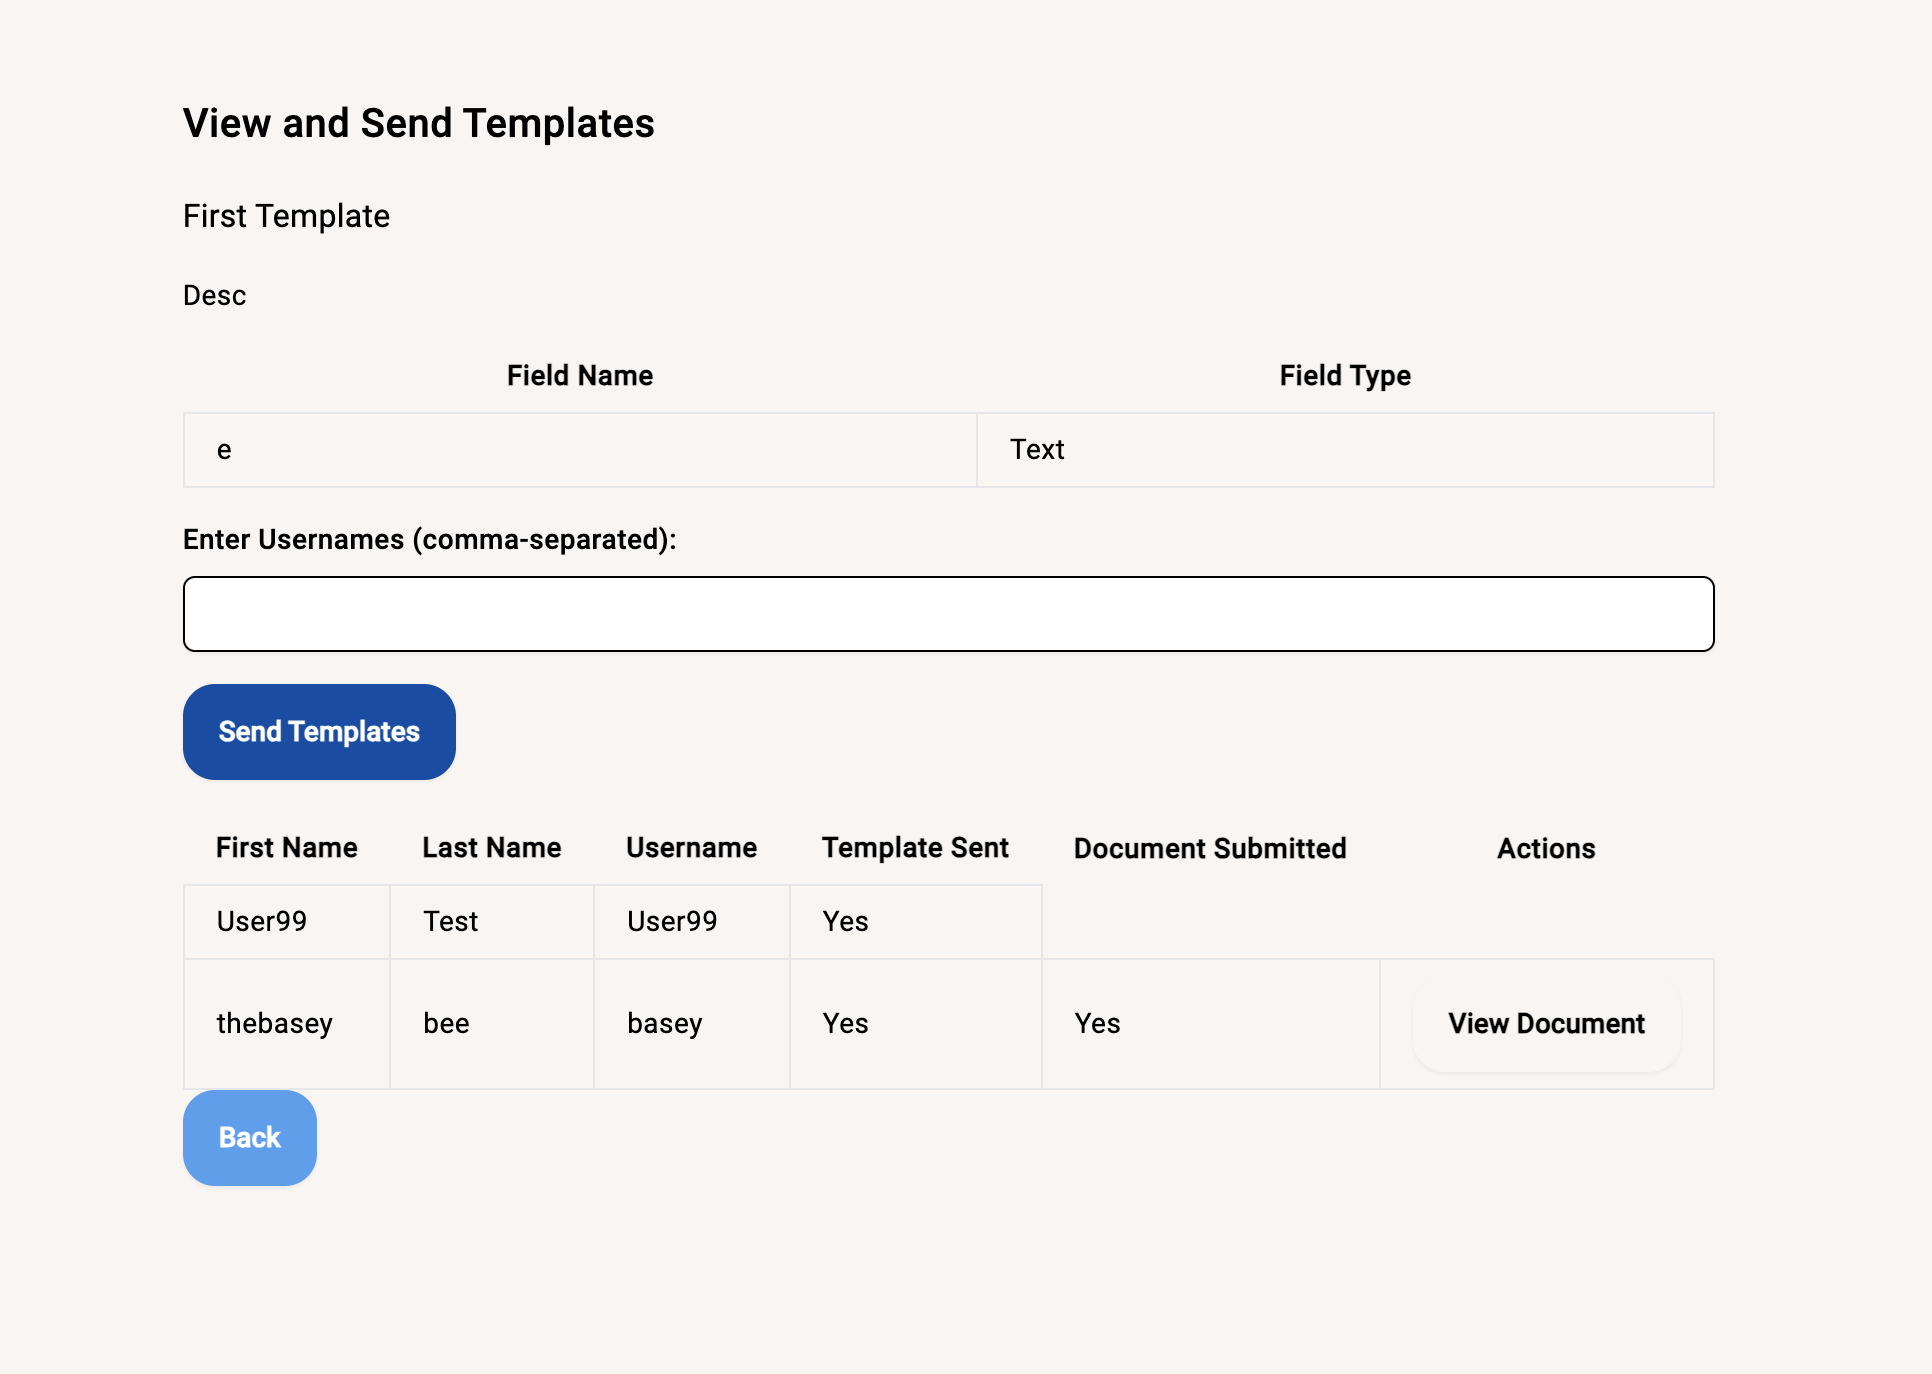 View and Send Templates
First Template
Desc
Field Name Field Type
e Text
Enter Usernames (comma-separated):
Send Templates
First Name Last Name Username Template Sent Document Submitted Actions
User99 Test User99 Yes
thebasey bee basey Yes Yes View Document
Back